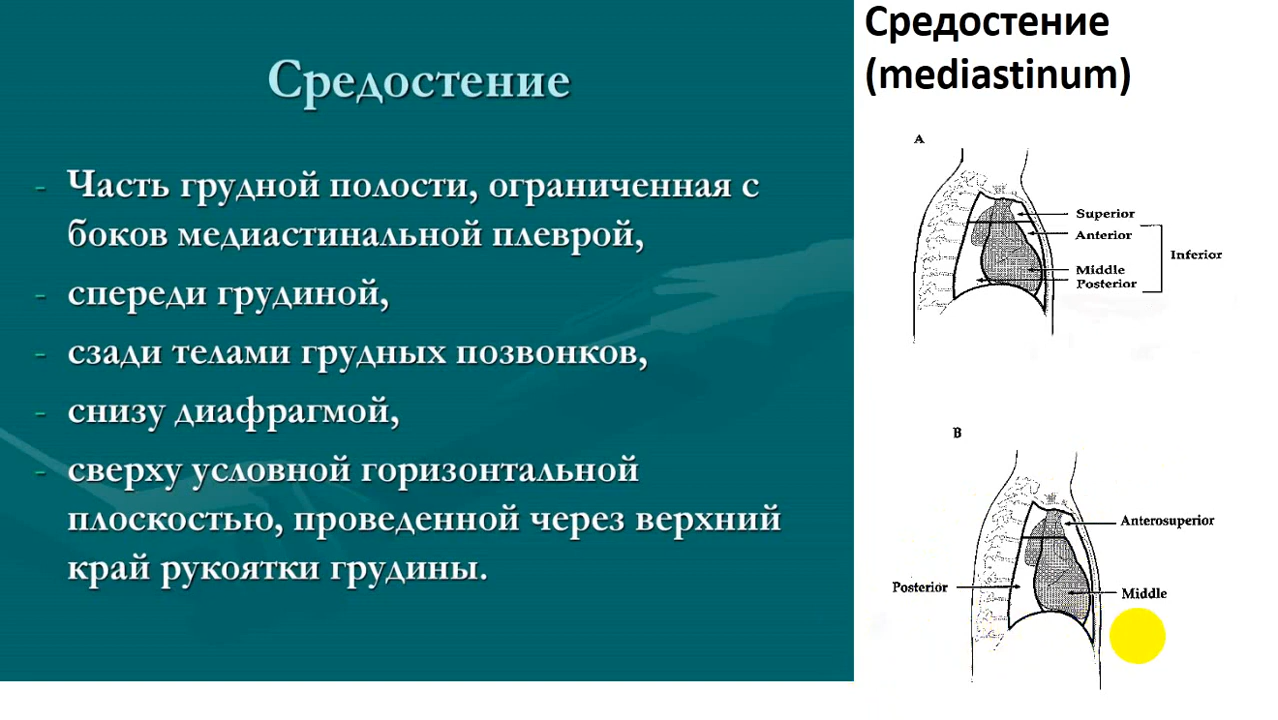 Средостение
- Часть грудной полости, ограниченная с
боков медиастинальной плеврой,
- спереди грудиной,
- сзади телами грудных позвонков,
- снизу диафрагмой,
- сверху условной горизонтальной
плоскостью, проведенной через верхний
край рукоятки грудины.
Средостение
(mediastinum)
A
Superior
Anterior
Inferior
Middle
Posterior
B
Anterosuperior
Posterior
Middle